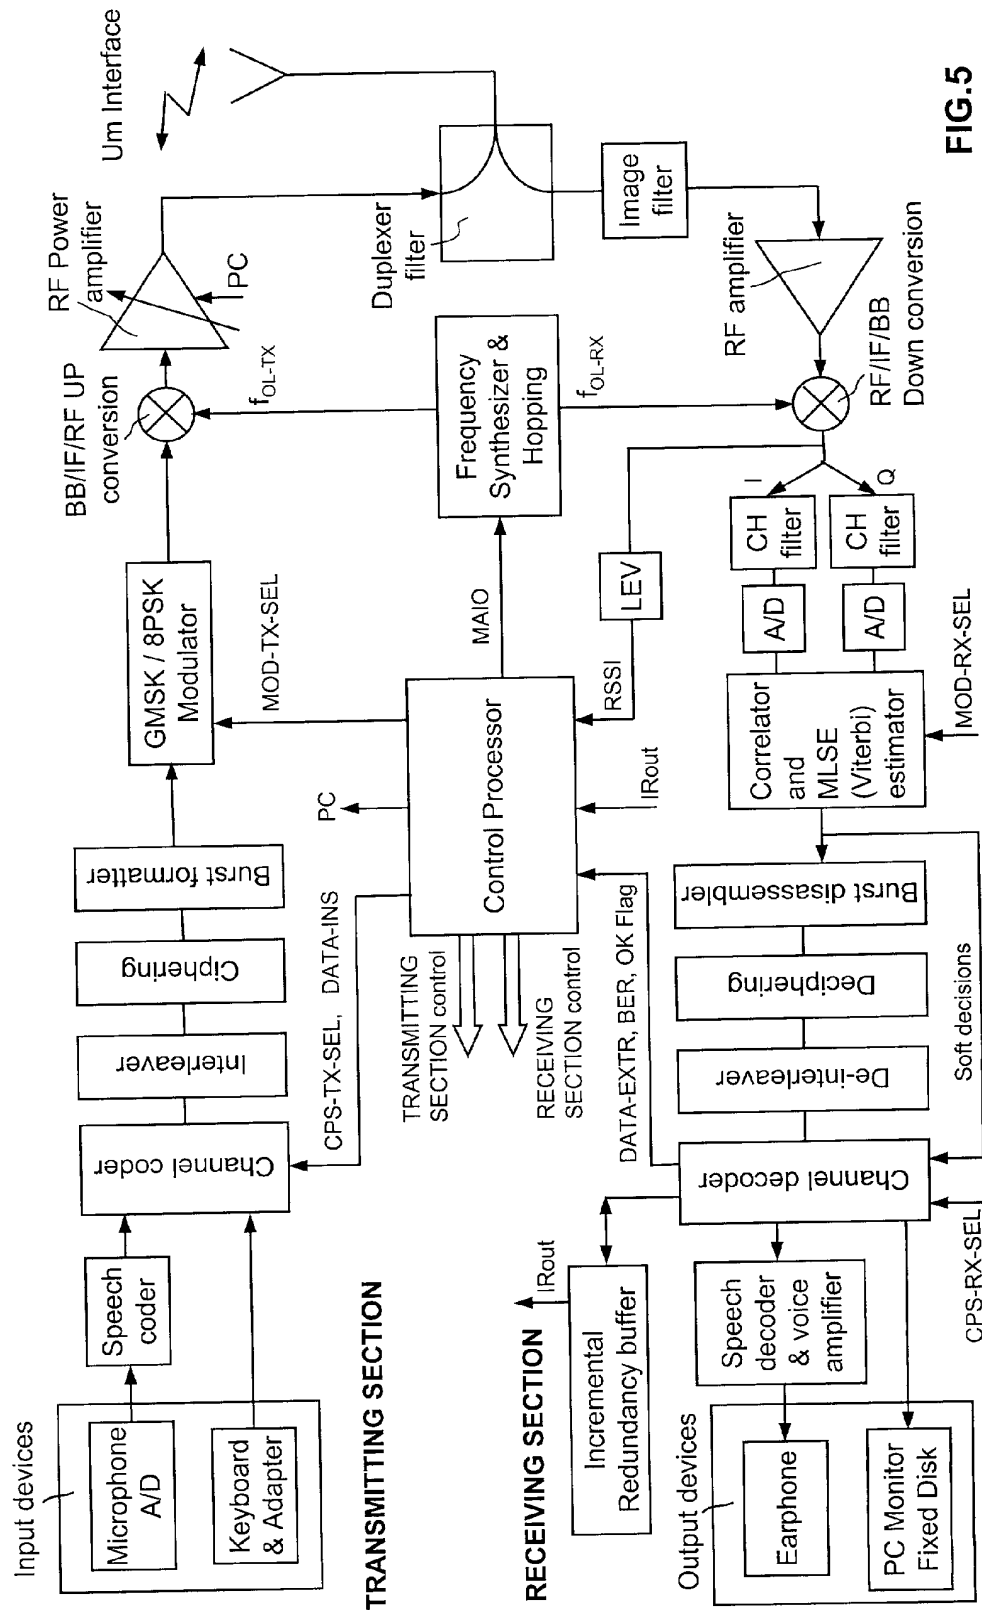 Input devices
Microphone
A/D
Keyboard
& Adapter
Speech
coder
Channel coder
Interleaver
Ciphering
Burst formatter
GMSK / 8PSK
Modulator
BB/IF/RF UP
conversion
RF Power
amplifier
PC
Um Interface
TRANSMITTING SECTION
CPS-TX-SEL, DATA-INS
PC
MOD-TX-SEL
fOL-TX
Duplexer
filter
TRANSMITTING
SECTION control
RECEIVING
SECTION control
Control Processor
MAIO
Frequency
Synthesizer &
Hopping
fOL-RX
Image
filter
RF amplifier
RF/IF/BB
Down conversion
RSSI
LEV
IRout
DATA-EXTR, BER, OK Flag
RECEIVING SECTION
IRout
Incremental
Redundancy buffer
Output devices
Earphone
PC Monitor
Fixed Disk
Speech
decoder
& voice
amplifier
Channel decoder
De-interleaver
Deciphering
Burst disassembler
Correlator
and
MLSE
(Viterbi)
estimator
A/D
A/D
CH
filter
CH
filter
I
Q
CPS-RX-SEL
Soft decisions
MOD-RX-SEL
FIG.5